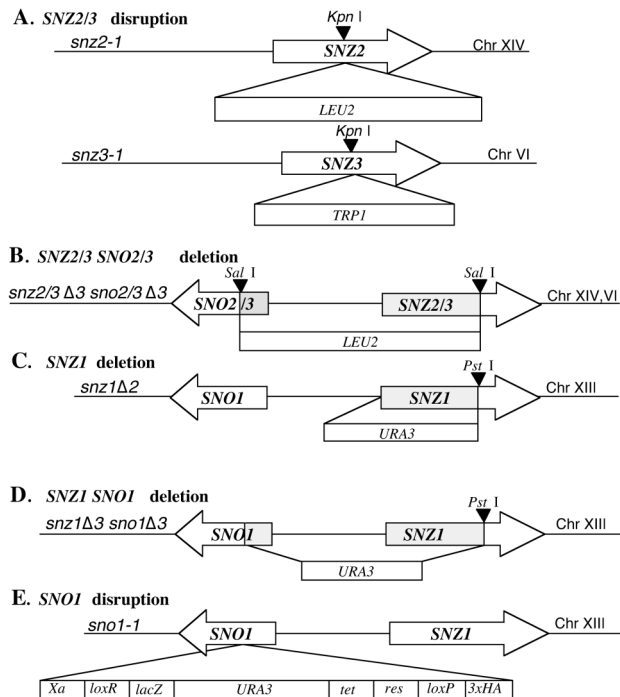 A. SNZ2/3 disruption
Kpn I
snz2-1 SNZ2 Chr XIV
LEU2
Kpn I
snz3-1 SNZ3 Chr VI
TRP1
B. SNZ2/3 SNO2/3 deletion
Sal I Sal I
snz2/3 Δ3 sno2/3 Δ3 SNO2/3 SNZ2/3 Chr XIV,VI
LEU2
C. SNZ1 deletion
Pst I
snz1Δ2 SNO1 SNZ1 Chr XIII
URA3
D. SNZ1 SNO1 deletion
Pst I
snz1Δ3 sno1Δ3 SNO1 SNZ1 Chr XIII
URA3
E. SNO1 disruption
sno1-1 SNO1 SNZ1 Chr XIII
Xa loxR lacZ URA3 tet res loxP 3xHA